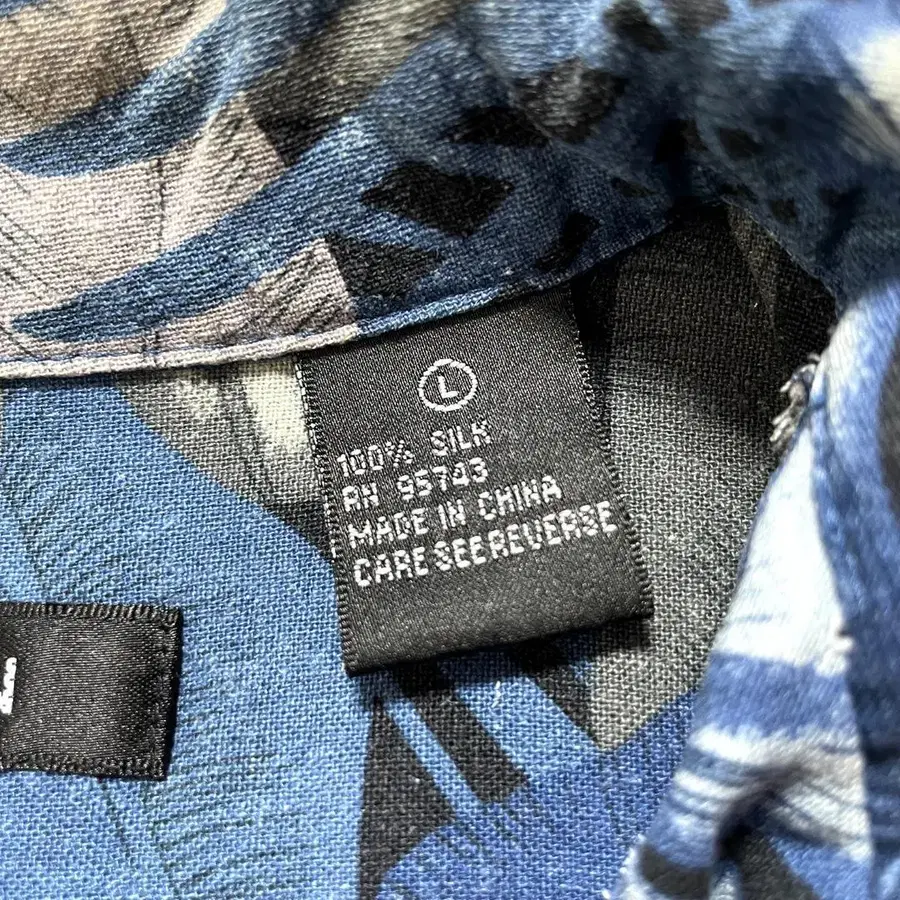 L
100% SILK
RN 95743
MADE IN CHINA
CARE SEE REVERSE